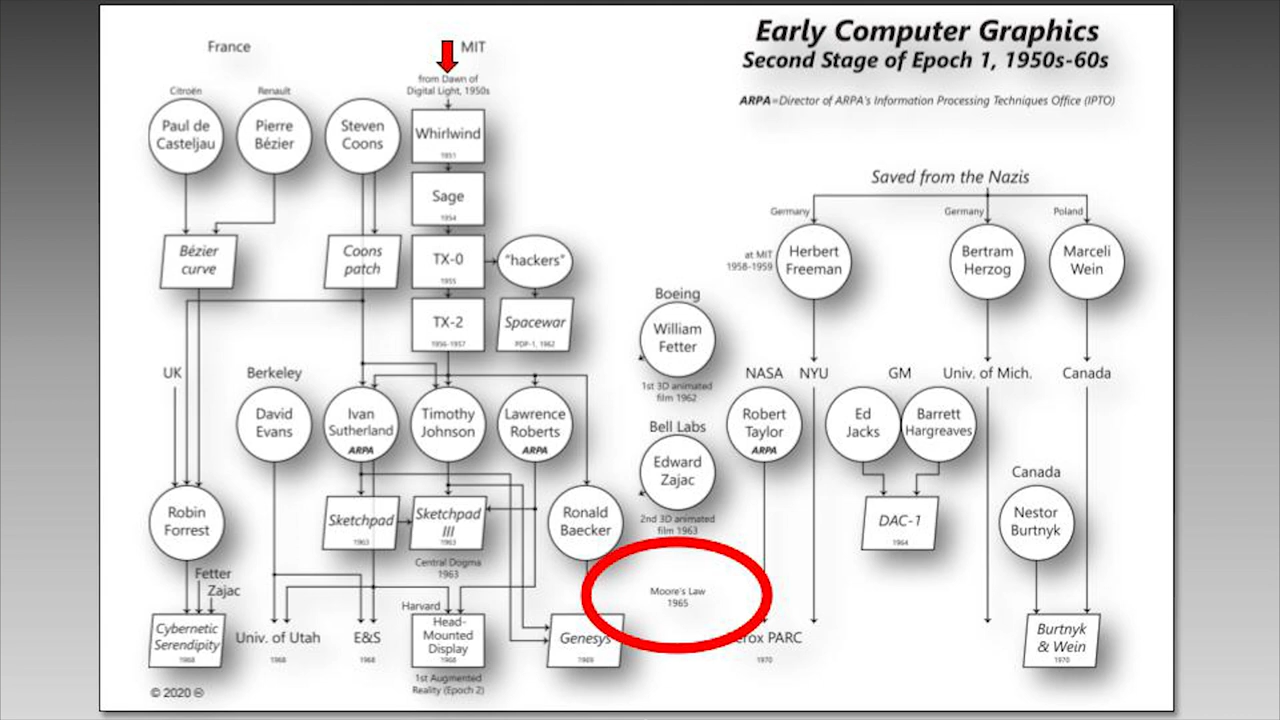 Early Computer Graphics
Second Stage of Epoch 1, 1950s-60s
ARPA=Director of ARPA's Information Processing Techniques Office (IPTO)
France
MIT
from Dawn of
Digital Light, 1950s
Citroën
Renault
Paul de
Casteljau
Pierre
Bézier
Steven
Coons
Whirlwind
1951
Saved from the Nazis
Sage
1954
Germany
Germany
Poland
Bézier
curve
Coons
patch
TX-0
1955
"hackers"
at MIT
1958-1959
Herbert
Freeman
Bertram
Herzog
Marceli
Wein
TX-2
1956-1957
Spacewar
PDP-1, 1962
Boeing
William
Fetter
1st 3D animated
film 1962
UK
Berkeley
NASA
NYU
GM
Univ. of Mich.
Canada
David
Evans
Ivan
Sutherland
ARPA
Timothy
Johnson
Lawrence
Roberts
ARPA
Bell Labs
Edward
Zajac
2nd 3D animated
film 1963
Robert
Taylor
ARPA
Ed
Jacks
Barrett
Hargreaves
Canada
Robin
Forrest
Sketchpad
1963
Sketchpad
III
1963
Central Dogma
1963
Ronald
Baecker
DAC-1
1964
Nestor
Burtnyk
Fetter
Zajac
Moore's Law
1965
Harvard
Cybernetic
Serendipity
1968
Univ. of Utah
1968
E&S
1968
Head-
Mounted
Display
1968
1st Augmented
Reality (Epoch 2)
Genesys
1969
erox PARC
1970
Burtnyk
& Wein
1970
© 2020